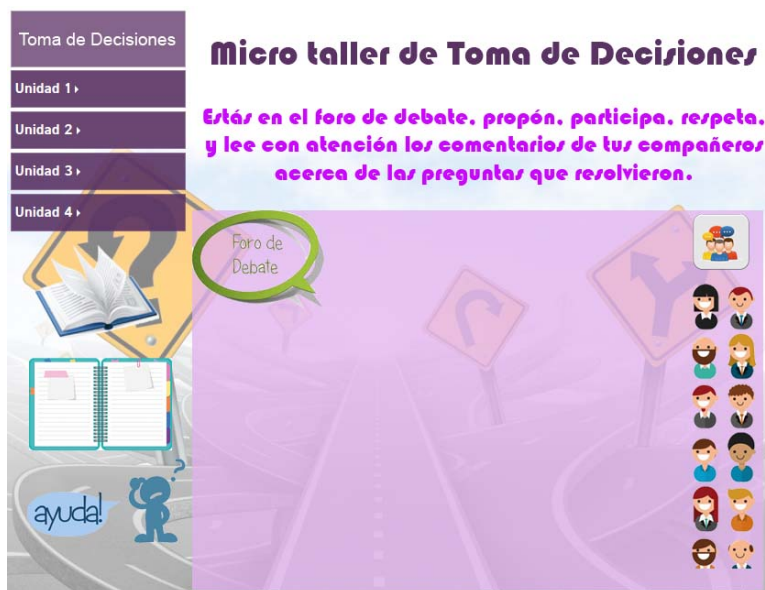 Toma de Decisiones
Unidad 1
Unidad 2
Unidad 3
Unidad 4
Micro taller de Toma de Decisiones
Estás en el foro de debate, propón, participa, respeta,
y lee con atención los comentarios de tus compañeros
acerca de las preguntas que resolvieron.
Foro de
Debate
ayuda!